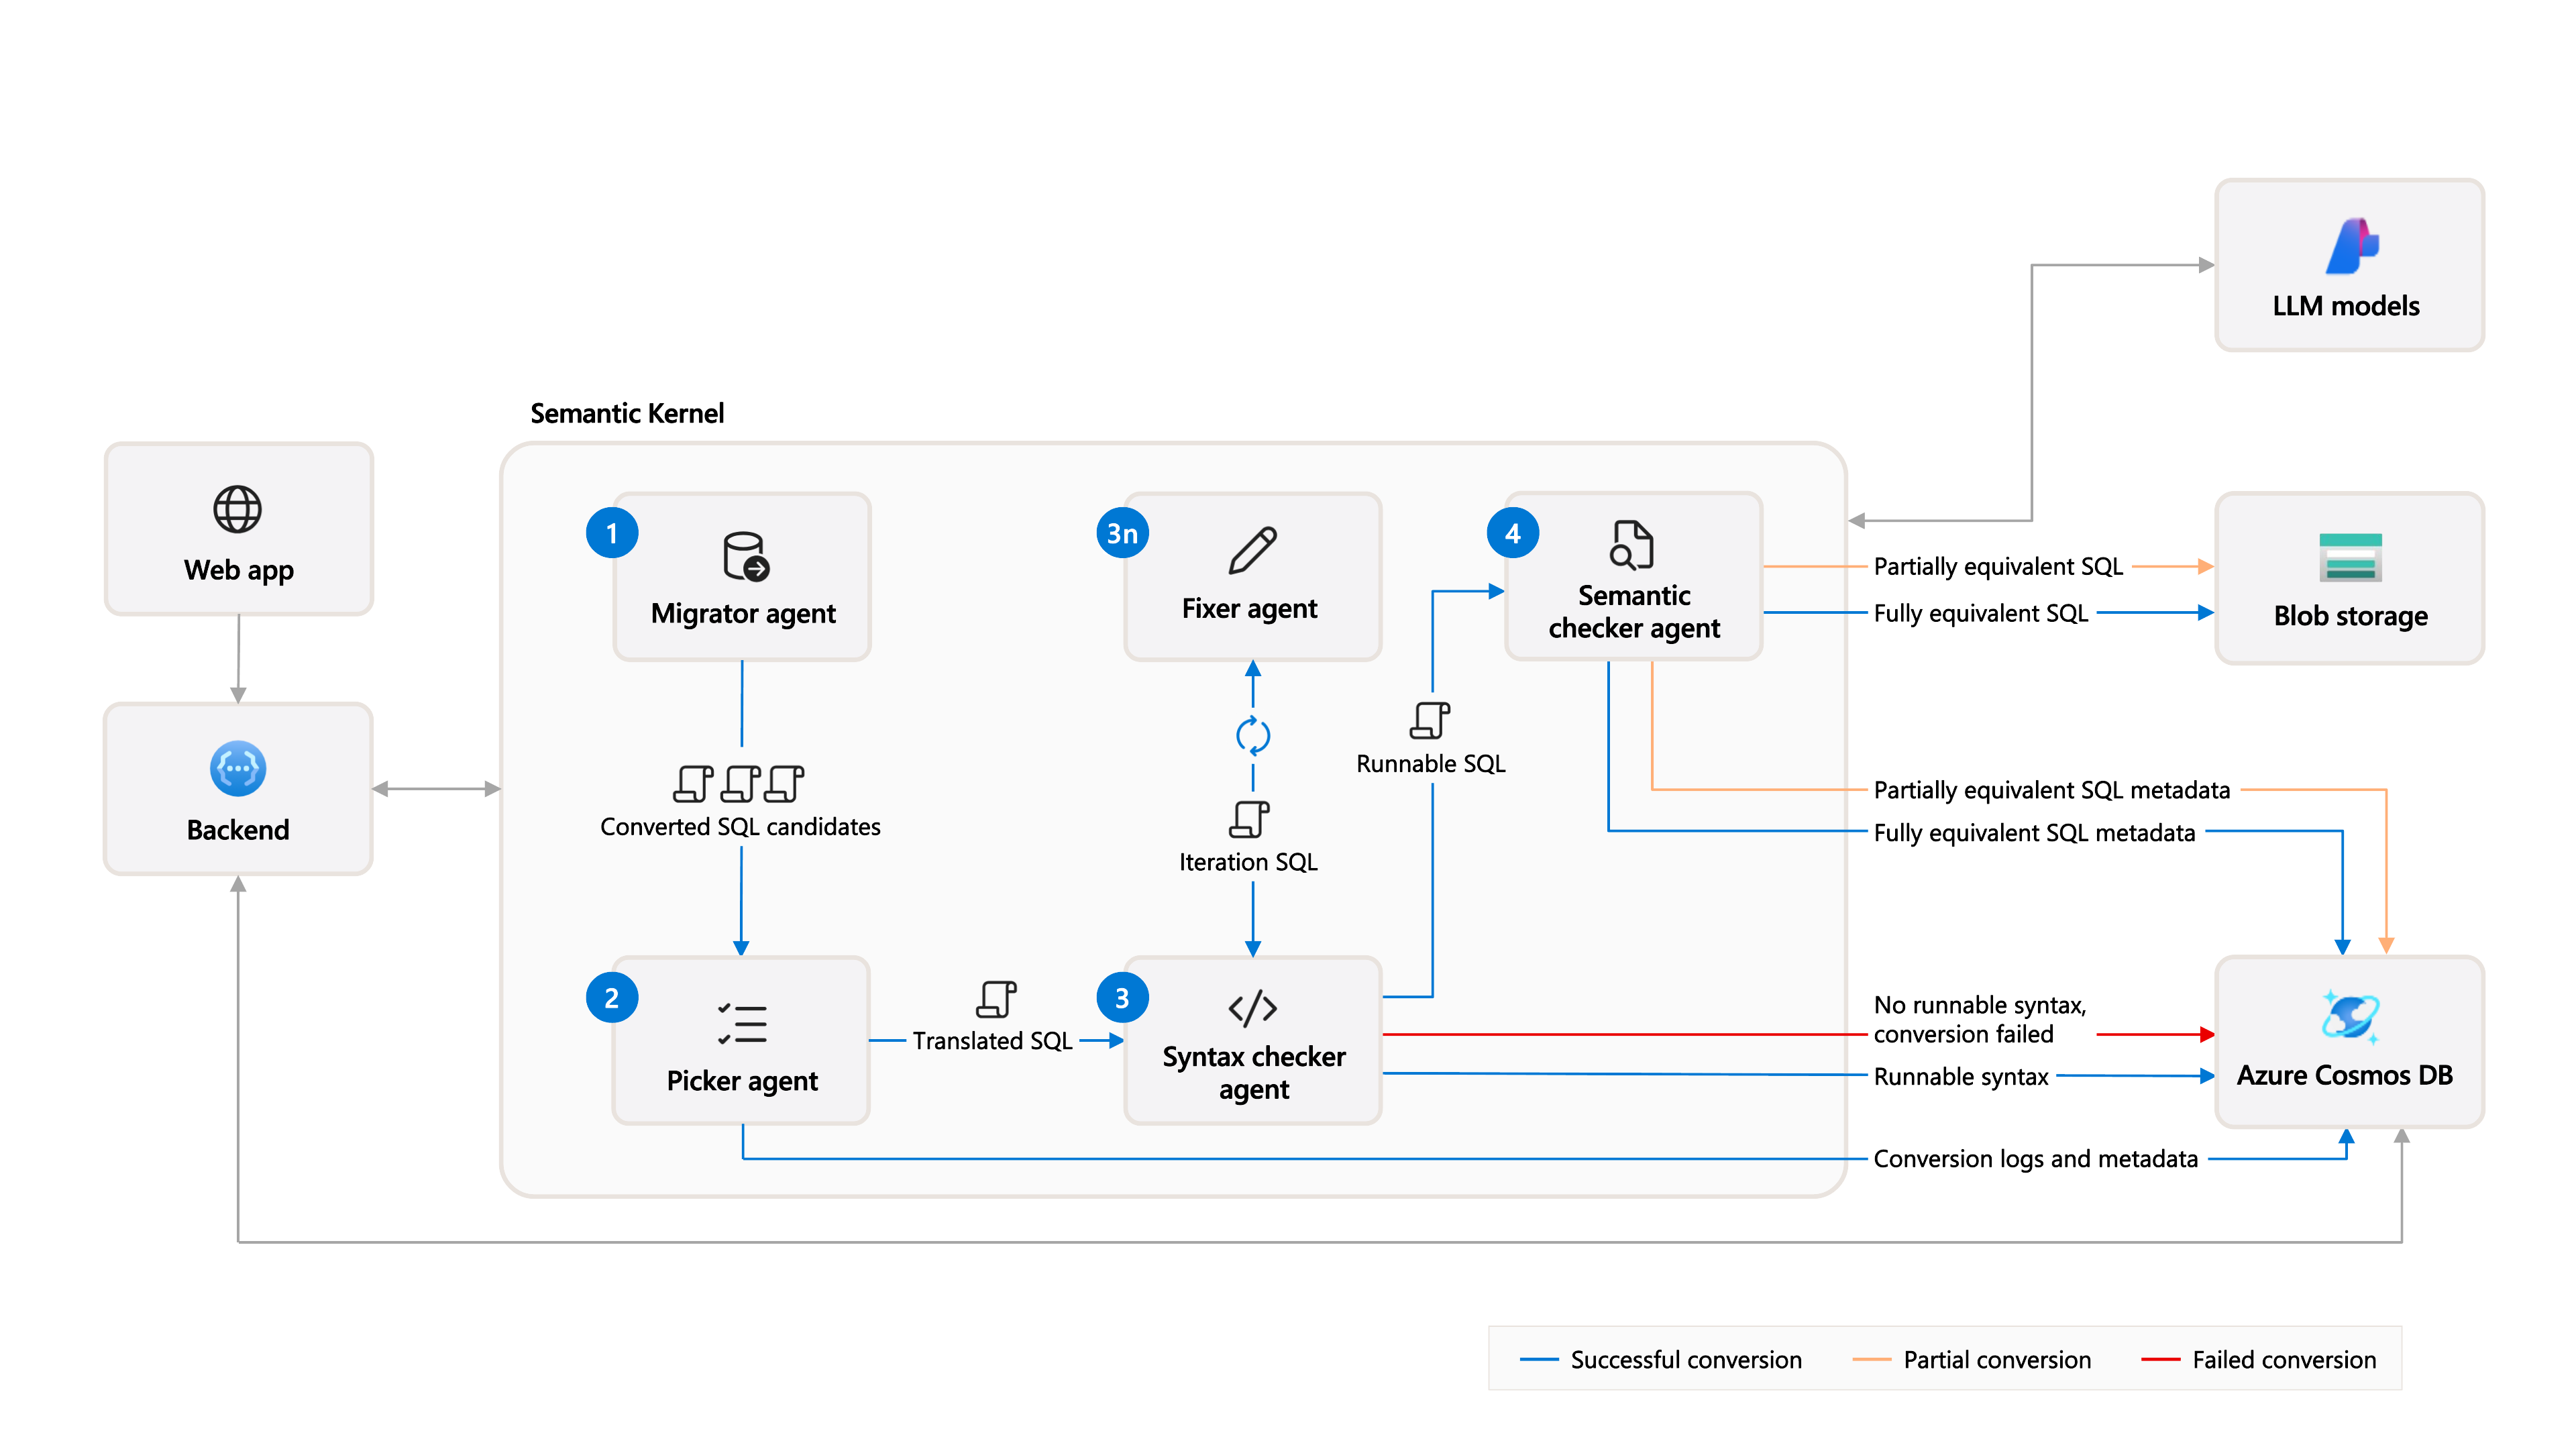 LLM models
Semantic Kernel
Web app
1
Migrator agent
3n
Fixer agent
4
Semantic
checker agent
Partially equivalent SQL
Fully equivalent SQL
Blob storage
Backend
Converted SQL candidates
Iteration SQL
Runnable SQL
Partially equivalent SQL metadata
Fully equivalent SQL metadata
2
Picker agent
Translated SQL
3
Syntax checker
agent
No runnable syntax,
conversion failed
Runnable syntax
Azure Cosmos DB
Conversion logs and metadata
Successful conversion
Partial conversion
Failed conversion